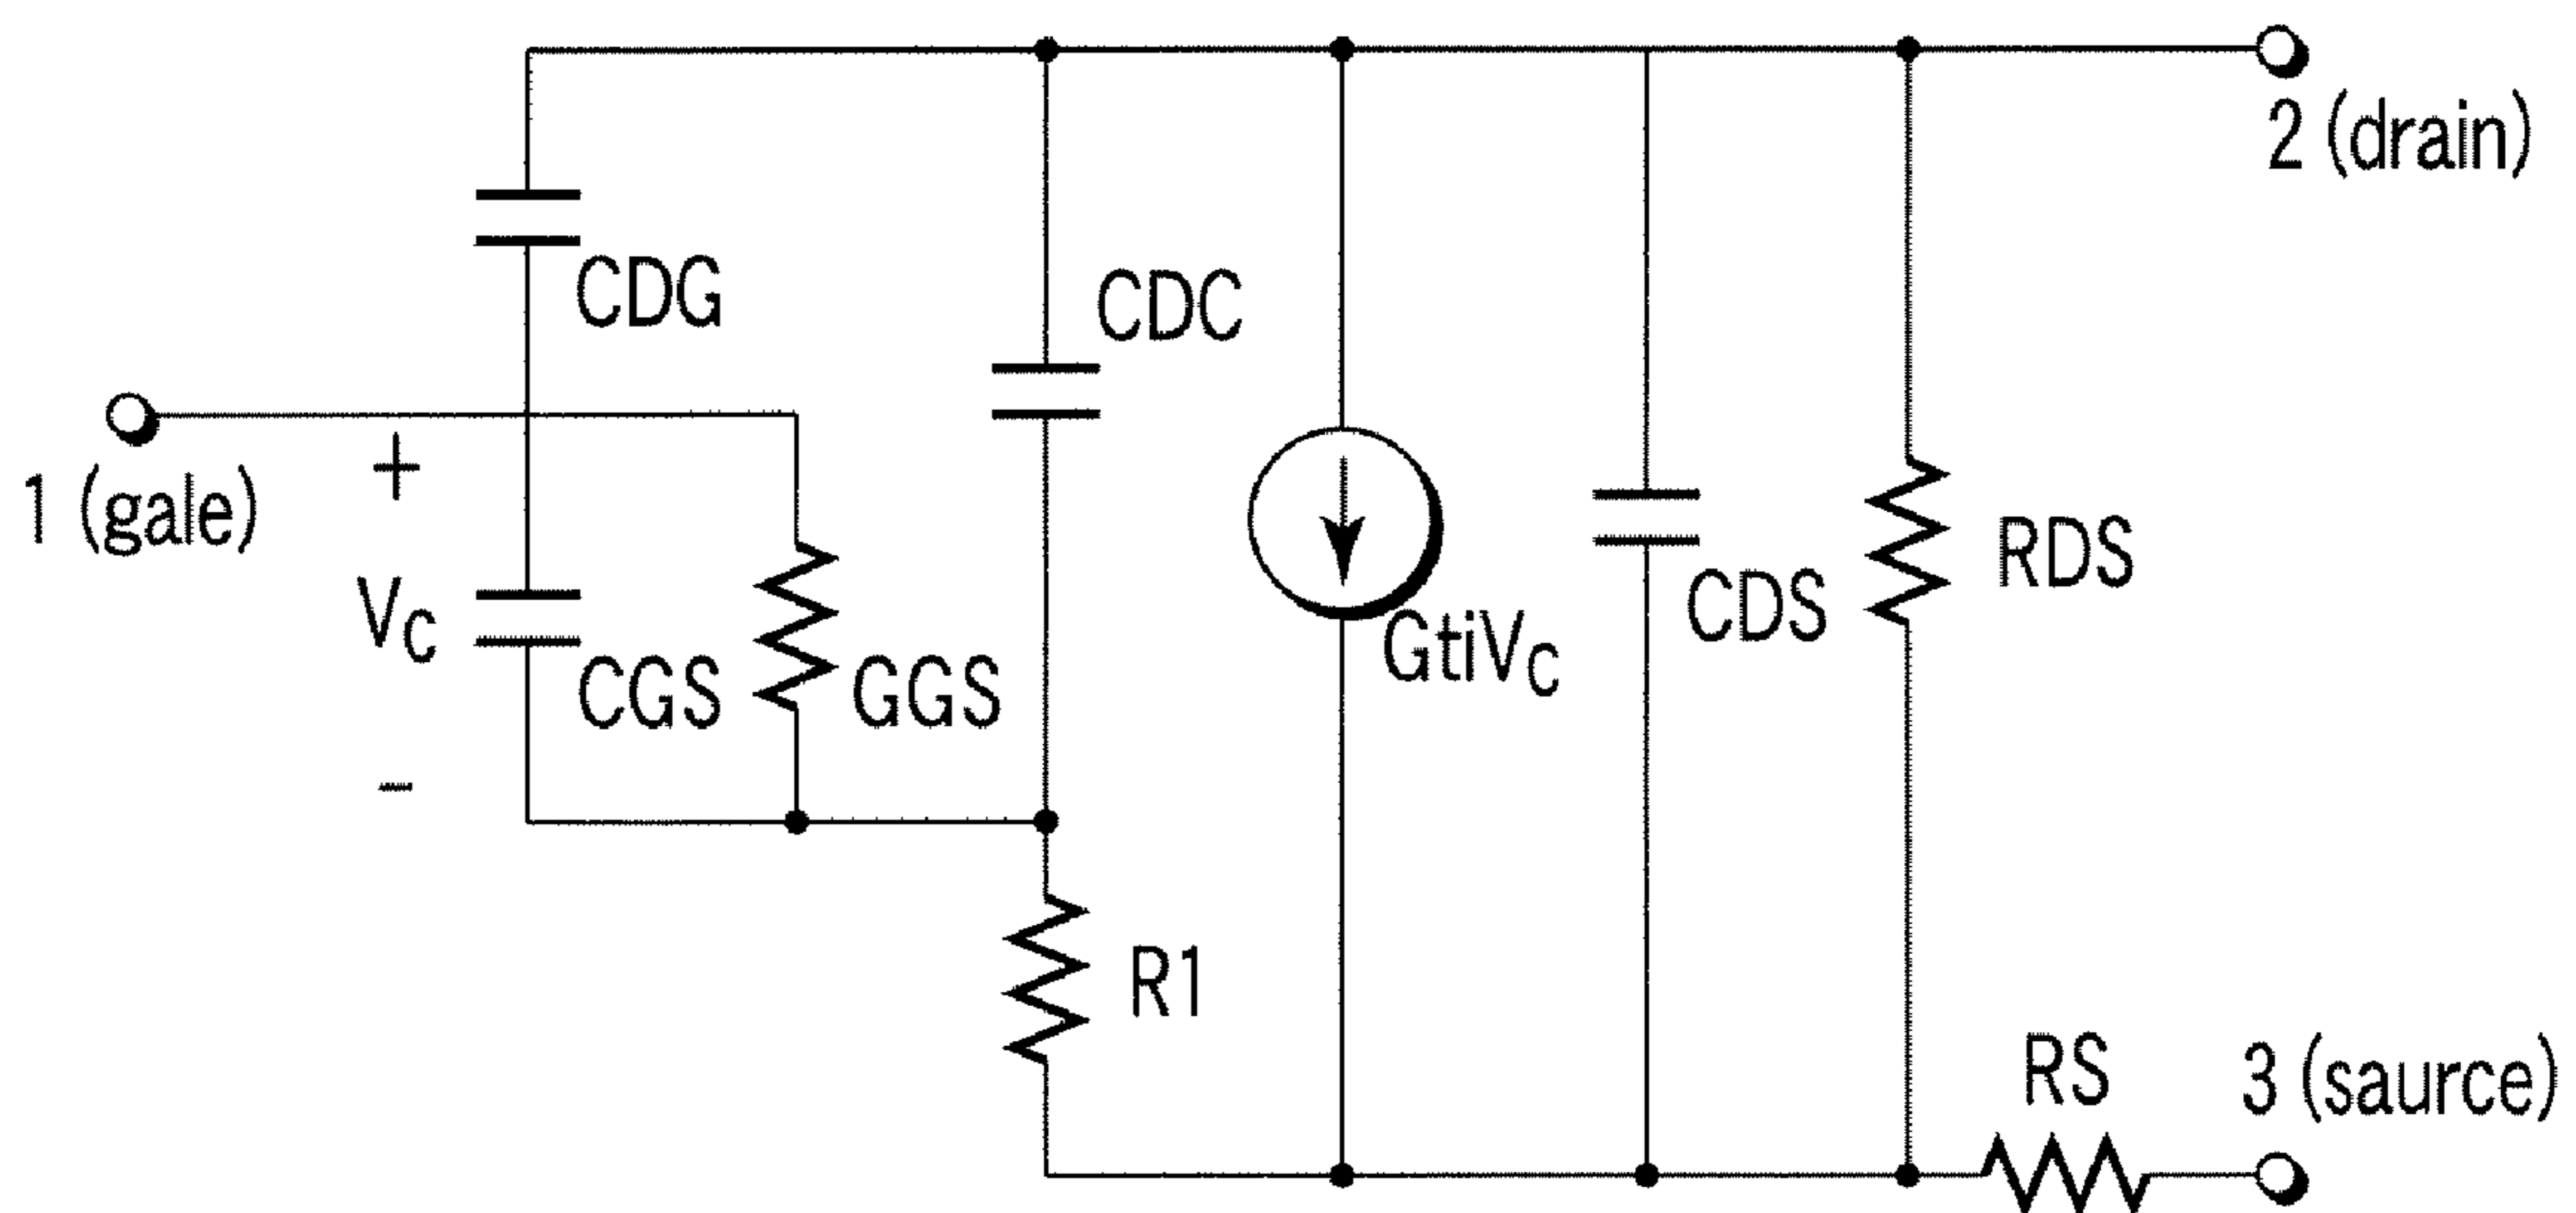 2 (drain)
CDG
CDC
1 (gale)
+
VC
-
CGS
GGS
GtiVC
CDS
RDS
R1
RS
3 (saurce)